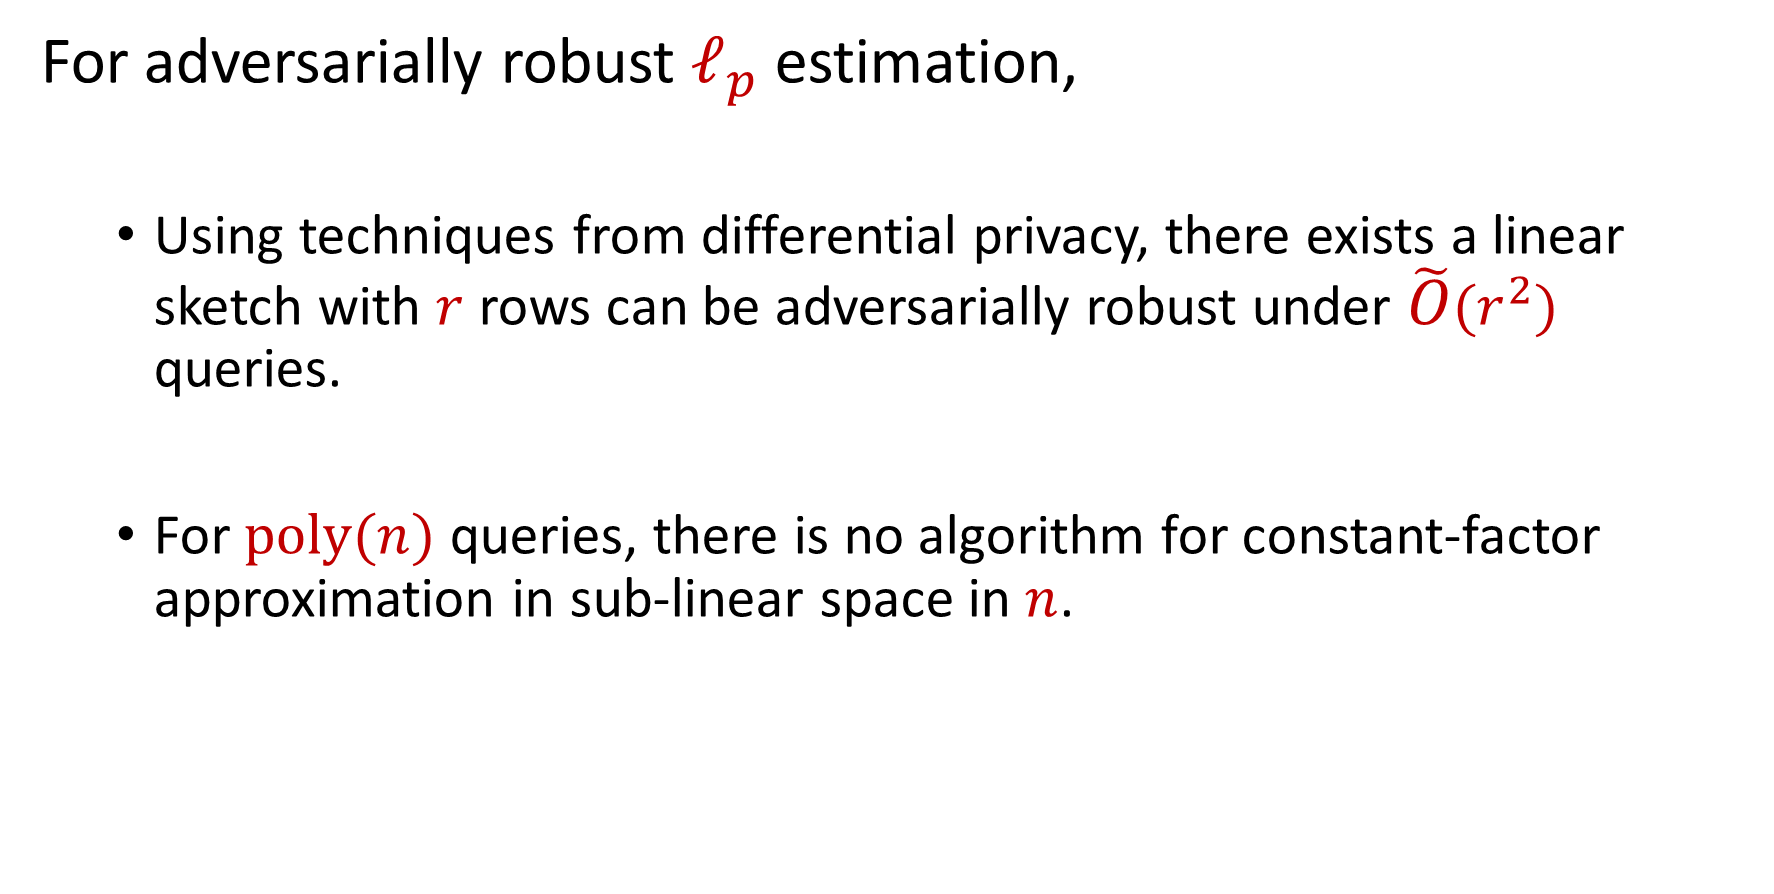 For adversarially robust ℓ_p estimation,
• Using techniques from differential privacy, there exists a linear
sketch with r rows can be adversarially robust under Õ(r²)
queries.
• For poly(n) queries, there is no algorithm for constant-factor
approximation in sub-linear space in n.